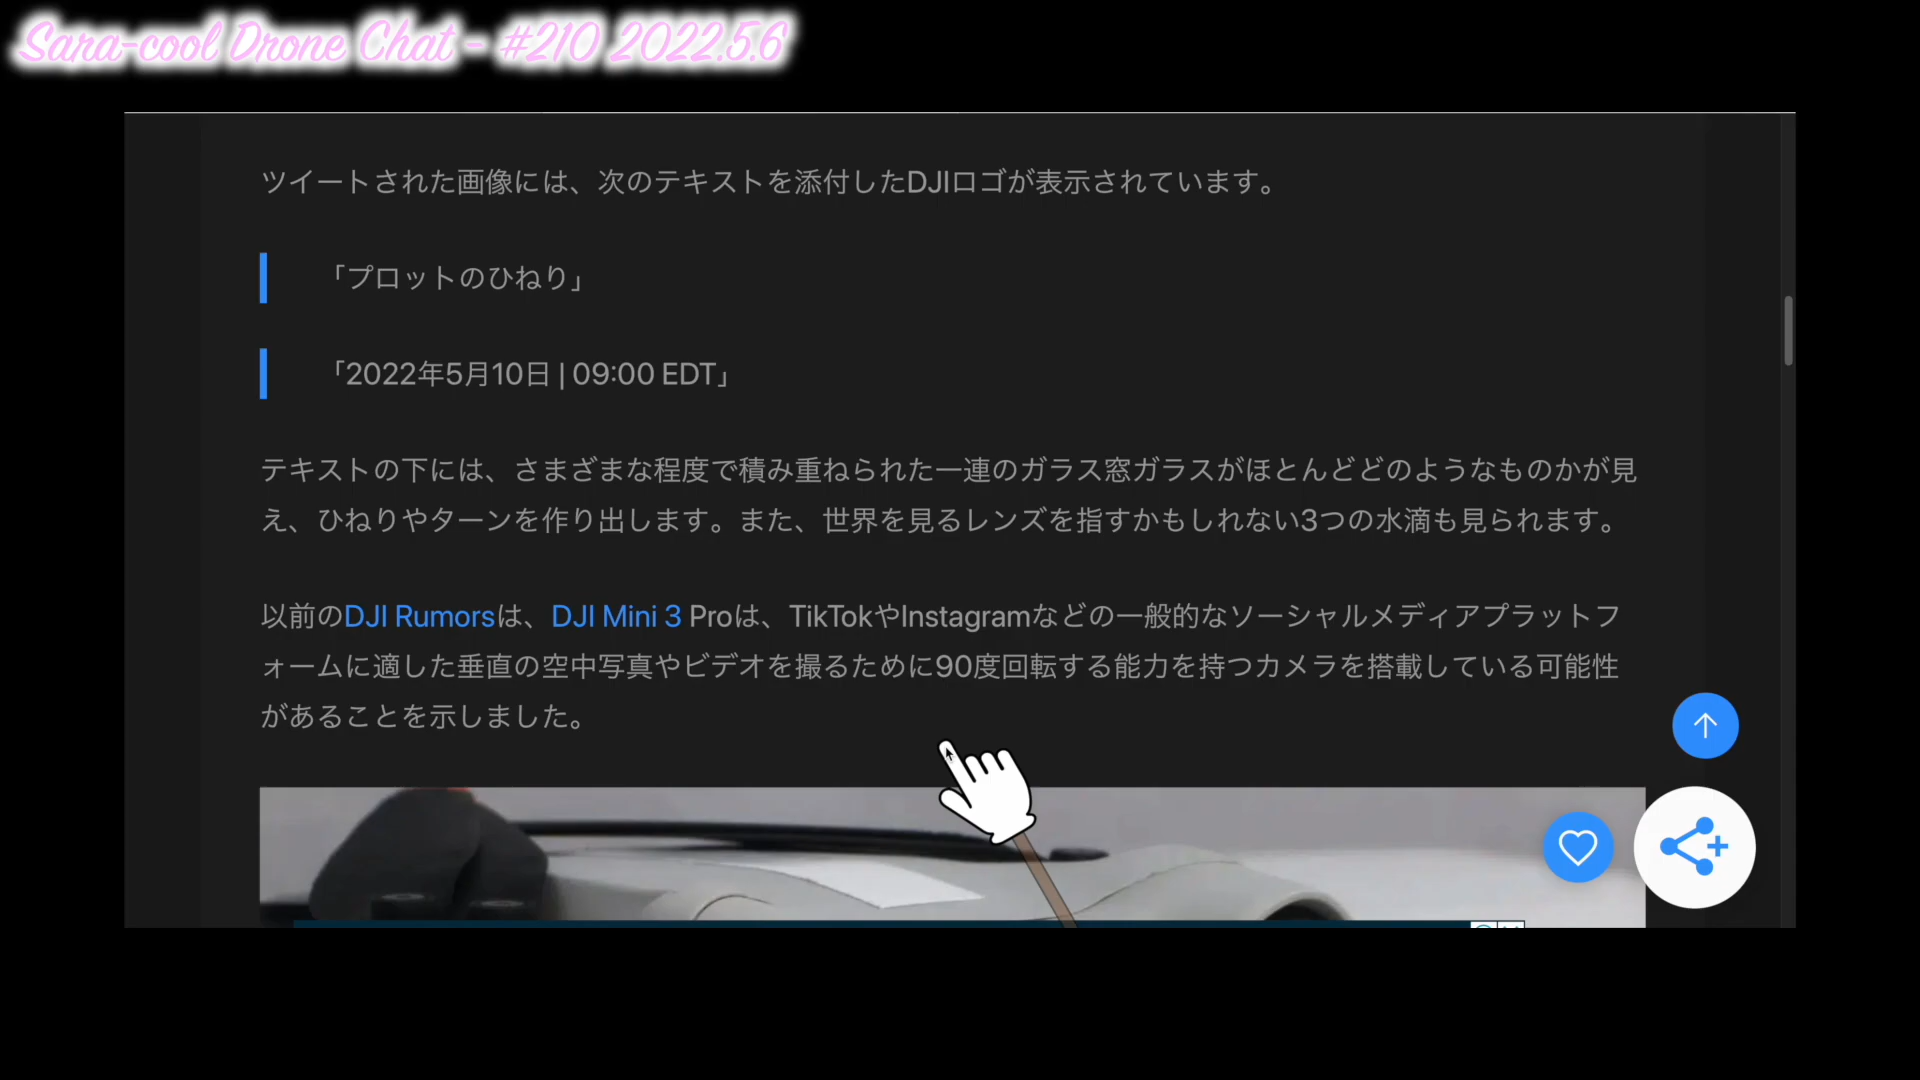 Sara-cool Drone Chat - #210 2022.5.6
ツイートされた画像には、次のテキストを添付したDJIロゴが表示されています。
「プロットのひねり」
「2022年5月10日 | 09:00 EDT」
テキストの下には、さまざまな程度で積み重ねられた一連のガラス窓ガラスがほとんどどのようなものかが見
え、ひねりやターンを作り出します。また、世界を見るレンズを指すかもしれない3つの水滴も見られます。
以前のDJI Rumorsは、DJI Mini 3 Proは、TikTokやInstagramなどの一般的なソーシャルメディアプラットフ
ォームに適した垂直の空中写真やビデオを撮るために90度回転する能力を持つカメラを搭載している可能性
があることを示しました。